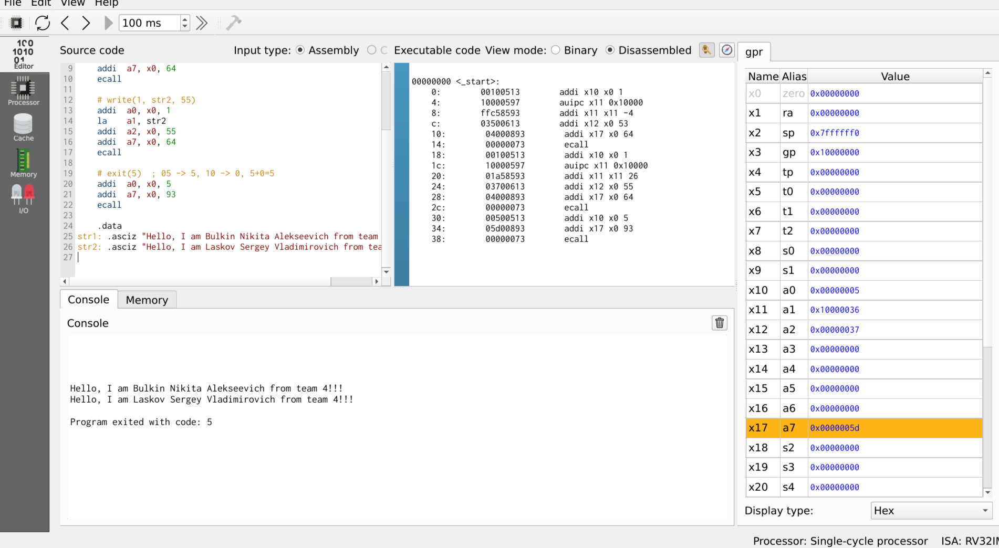 File Edit View Help
100 ms
Editor
Processor
Cache
Memory
I/O
Source code Input type: Assembly C Executable code View mode: Binary Disassembled
9 addi a7, x0, 64
10 ecall
11
12 # write(1, str2, 55)
13 addi a0, x0, 1
14 la a1, str2
15 addi a2, x0, 55
16 addi a7, x0, 64
17 ecall
18
19 # exit(5) ; 05 -> 5, 10 -> 0, 5+0=5
20 addi a0, x0, 5
21 addi a7, x0, 93
22 ecall
23
24 .data
25 str1: .asciz "Hello, I am Bulkin Nikita Alekseevich from team
26 str2: .asciz "Hello, I am Laskov Sergey Vladimirovich from tea
27
00000000 <_start>:
0: 00100513 addi x10 x0 1
4: 10000597 auipc x11 0x10000
8: ffc58593 addi x11 x11 -4
c: 03500613 addi x12 x0 53
10: 04000893 addi x17 x0 64
14: 00000073 ecall
18: 00100513 addi x10 x0 1
1c: 10000597 auipc x11 0x10000
20: 01a58593 addi x11 x11 26
24: 03700613 addi x12 x0 55
28: 04000893 addi x17 x0 64
2c: 00000073 ecall
30: 00500513 addi x10 x0 5
34: 05d00893 addi x17 x0 93
38: 00000073 ecall
Console Memory
Console
Hello, I am Bulkin Nikita Alekseevich from team 4!!!
Hello, I am Laskov Sergey Vladimirovich from team 4!!!
Program exited with code: 5
gpr
Name Alias Value
x0 zero 0x00000000
x1 ra 0x00000000
x2 sp 0x7ffffff0
x3 gp 0x10000000
x4 tp 0x00000000
x5 t0 0x00000000
x6 t1 0x00000000
x7 t2 0x00000000
x8 s0 0x00000000
x9 s1 0x00000000
x10 a0 0x00000005
x11 a1 0x10000036
x12 a2 0x00000037
x13 a3 0x00000000
x14 a4 0x00000000
x15 a5 0x00000000
x16 a6 0x00000000
x17 a7 0x0000005d
x18 s2 0x00000000
x19 s3 0x00000000
x20 s4 0x00000000
Display type: Hex
Processor: Single-cycle processor ISA: RV32I